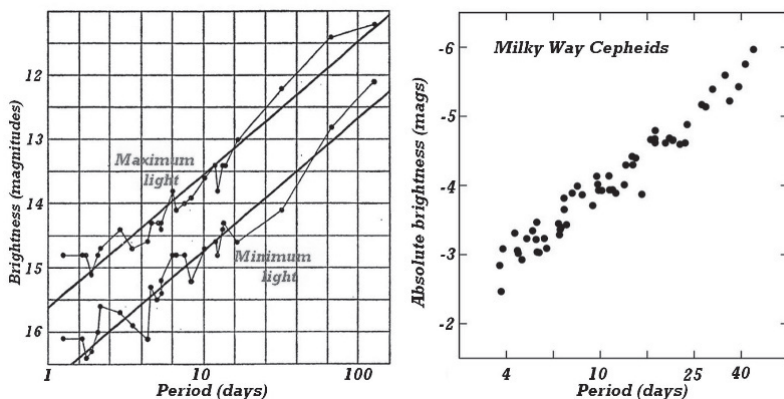 Brightness (magnitudes)
12
13
14
15
16
Maximum
light
Minimum
light
1
10
100
Period (days)
Absolute brightness (mags)
-6
-5
-4
-3
-2
Milky Way Cepheids
4
10
25
40
Period (days)